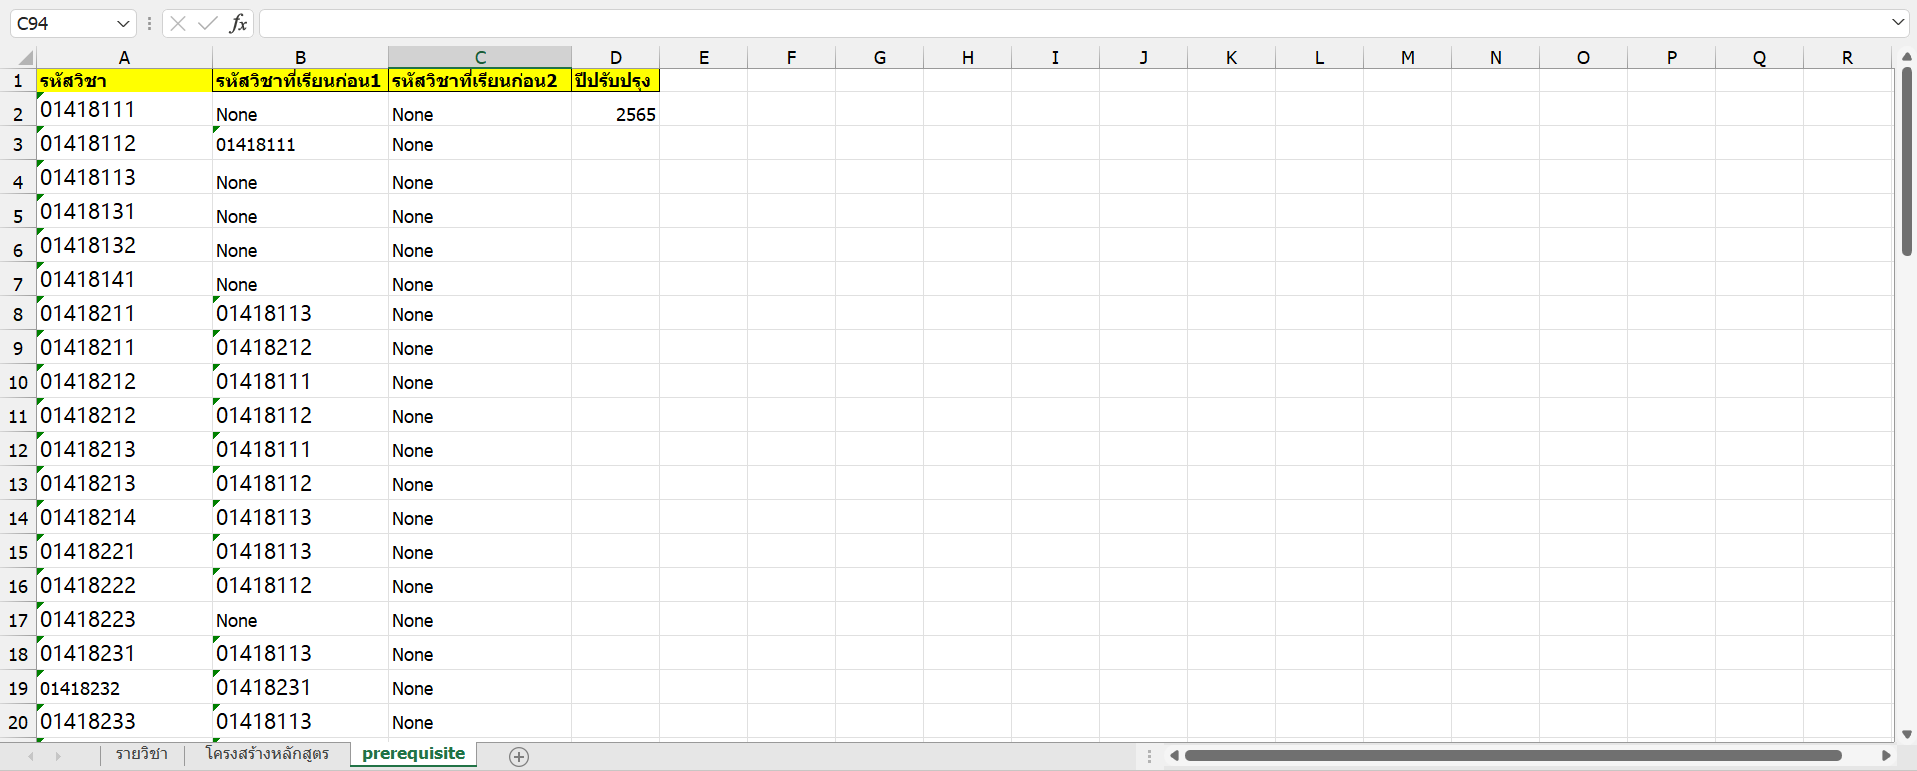 C94 fx
A B C D E F G H I J K L M N O P Q R
1 รหัสวิชา รหัสวิชาที่เรียนก่อน1 รหัสวิชาที่เรียนก่อน2 ปีปรับปรุง
2 01418111 None None 2565
3 01418112 01418111 None
4 01418113 None None
5 01418131 None None
6 01418132 None None
7 01418141 None None
8 01418211 01418113 None
9 01418211 01418212 None
10 01418212 01418111 None
11 01418212 01418112 None
12 01418213 01418111 None
13 01418213 01418112 None
14 01418214 01418113 None
15 01418221 01418113 None
16 01418222 01418112 None
17 01418223 None None
18 01418231 01418113 None
19 01418232 01418231 None
20 01418233 01418113 None
รายวิชา โครงสร้างหลักสูตร prerequisite